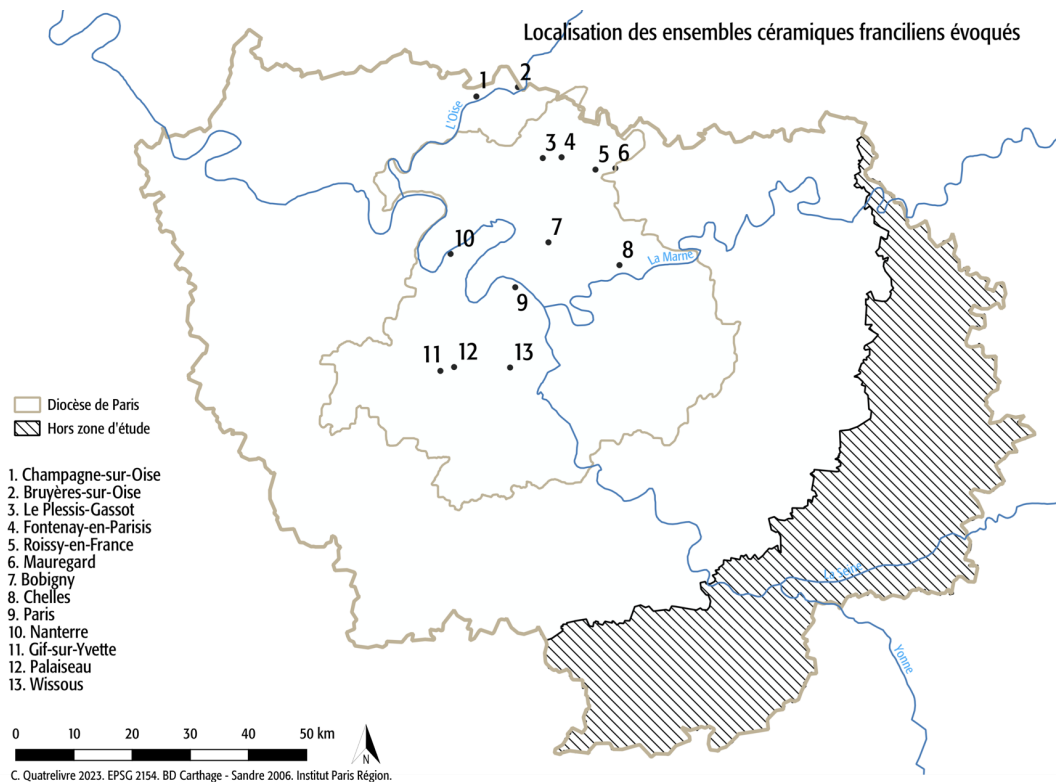 Localisation des ensembles céramiques franciliens évoqués
1
2
L'Oise
3
4
5
6
7
8
La Marne
10
9
11
12
13
Diocèse de Paris
Hors zone d'étude
1. Champagne-sur-Oise
2. Bruyères-sur-Oise
3. Le Plessis-Gassot
4. Fontenay-en-Parisis
5. Roissy-en-France
6. Mauregard
7. Bobigny
8. Chelles
9. Paris
10. Nanterre
11. Gif-sur-Yvette
12. Palaiseau
13. Wissous
La Seine
Yonne
0 10 20 30 40 50 km
N
C. Quatrelivre 2023. EPSG 2154. BD Carthage - Sandre 2006. Institut Paris Région.